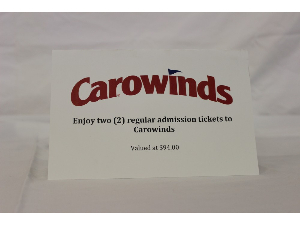 Carowinds
Enjoy two (2) regular admission tickets to
Carowinds
Valued at $94.00